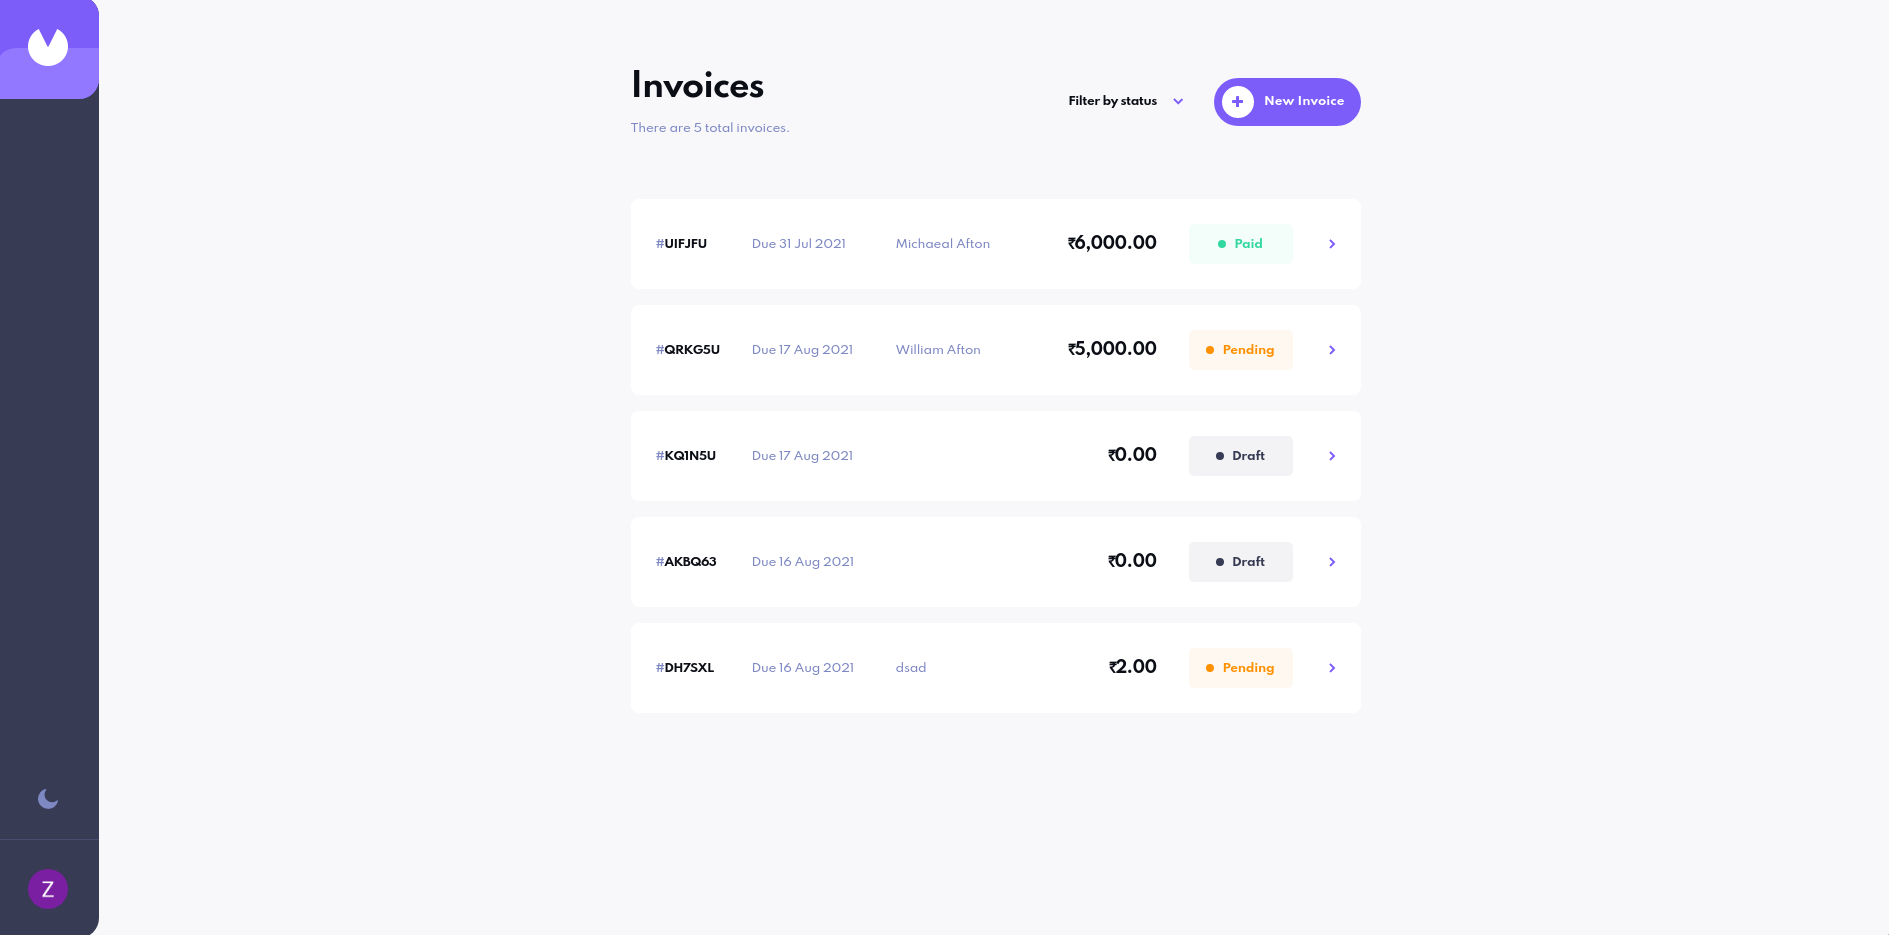 Invoices
There are 5 total invoices.
Filter by status
New Invoice
#UIFJFU Due 31 Jul 2021 Michaeal Afton ₹6,000.00 Paid
#QRKG5U Due 17 Aug 2021 William Afton ₹5,000.00 Pending
#KQ1N5U Due 17 Aug 2021 ₹0.00 Draft
#AKBQ63 Due 16 Aug 2021 ₹0.00 Draft
#DH7SXL Due 16 Aug 2021 dsad ₹2.00 Pending
Z